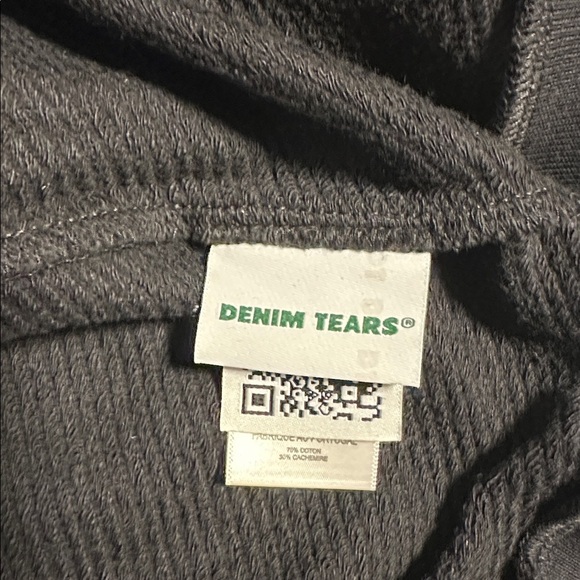 DENIM TEARS®
FABRIQUÉ AU PORTUGAL
70% COTON
30% CACHEMIRE